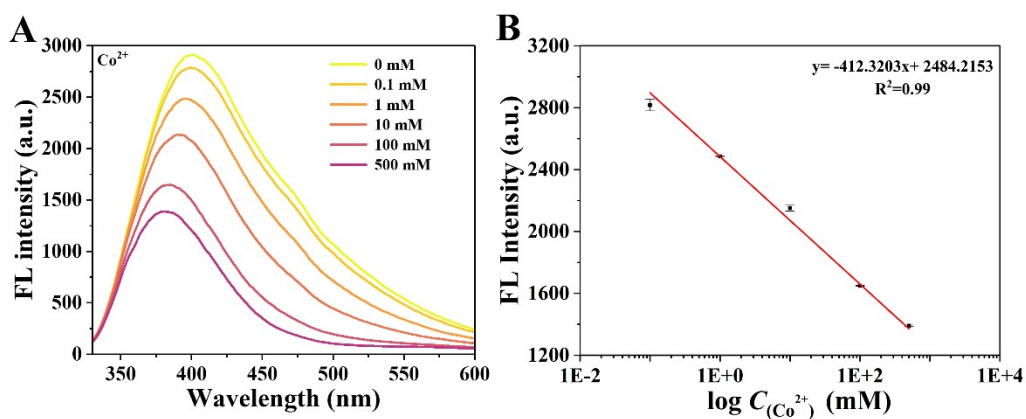 A
Co²⁺
0 mM
0.1 mM
1 mM
10 mM
100 mM
500 mM
3000
2500
2000
1500
1000
500
0
FL intensity (a.u.)
350 400 450 500 550 600
Wavelength (nm)
B
y= -412.3203x+ 2484.2153
R²=0.99
3200
2800
2400
2000
1600
1200
FL Intensity (a.u.)
1E-2 1E+0 1E+2 1E+4
log C(Co²⁺) (mM)